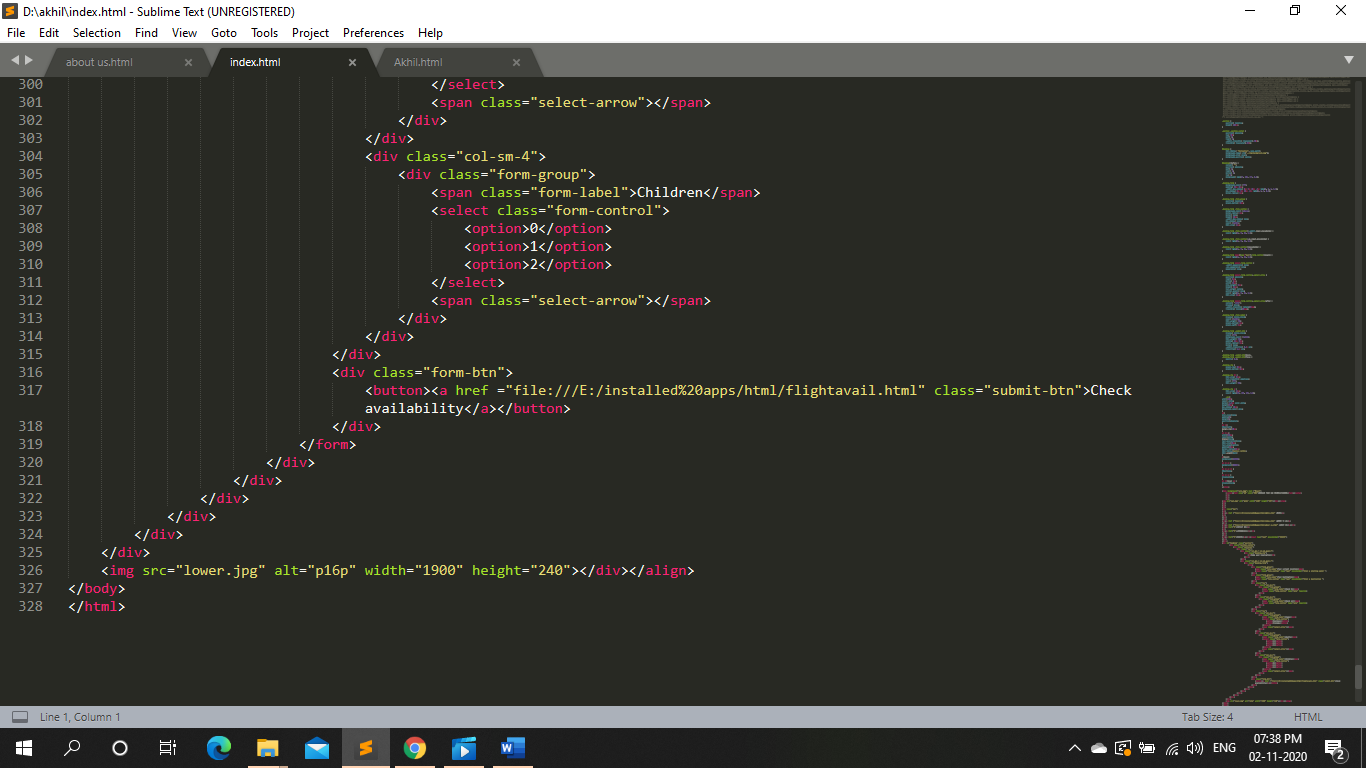 D:\akhil\index.html - Sublime Text (UNREGISTERED)
File Edit Selection Find View Goto Tools Project Preferences Help
about us.html index.html Akhil.html
300 </select>
301 <span class="select-arrow"></span>
302 </div>
303 </div>
304 <div class="col-sm-4">
305 <div class="form-group">
306 <span class="form-label">Children</span>
307 <select class="form-control">
308 <option>0</option>
309 <option>1</option>
310 <option>2</option>
311 </select>
312 <span class="select-arrow"></span>
313 </div>
314 </div>
315 </div>
316 <div class="form-btn">
317 <button><a href ="file:///E:/installed%20apps/html/flightavail.html" class="submit-btn">Check
availability</a></button>
318 </div>
319 </form>
320 </div>
321 </div>
322 </div>
323 </div>
324 </div>
325 </div>
326 <img src="lower.jpg" alt="p16p" width="1900" height="240"></div></align>
327 </body>
328 </html>
Line 1, Column 1 Tab Size: 4 HTML
ENG 07:38 PM
02-11-2020 2